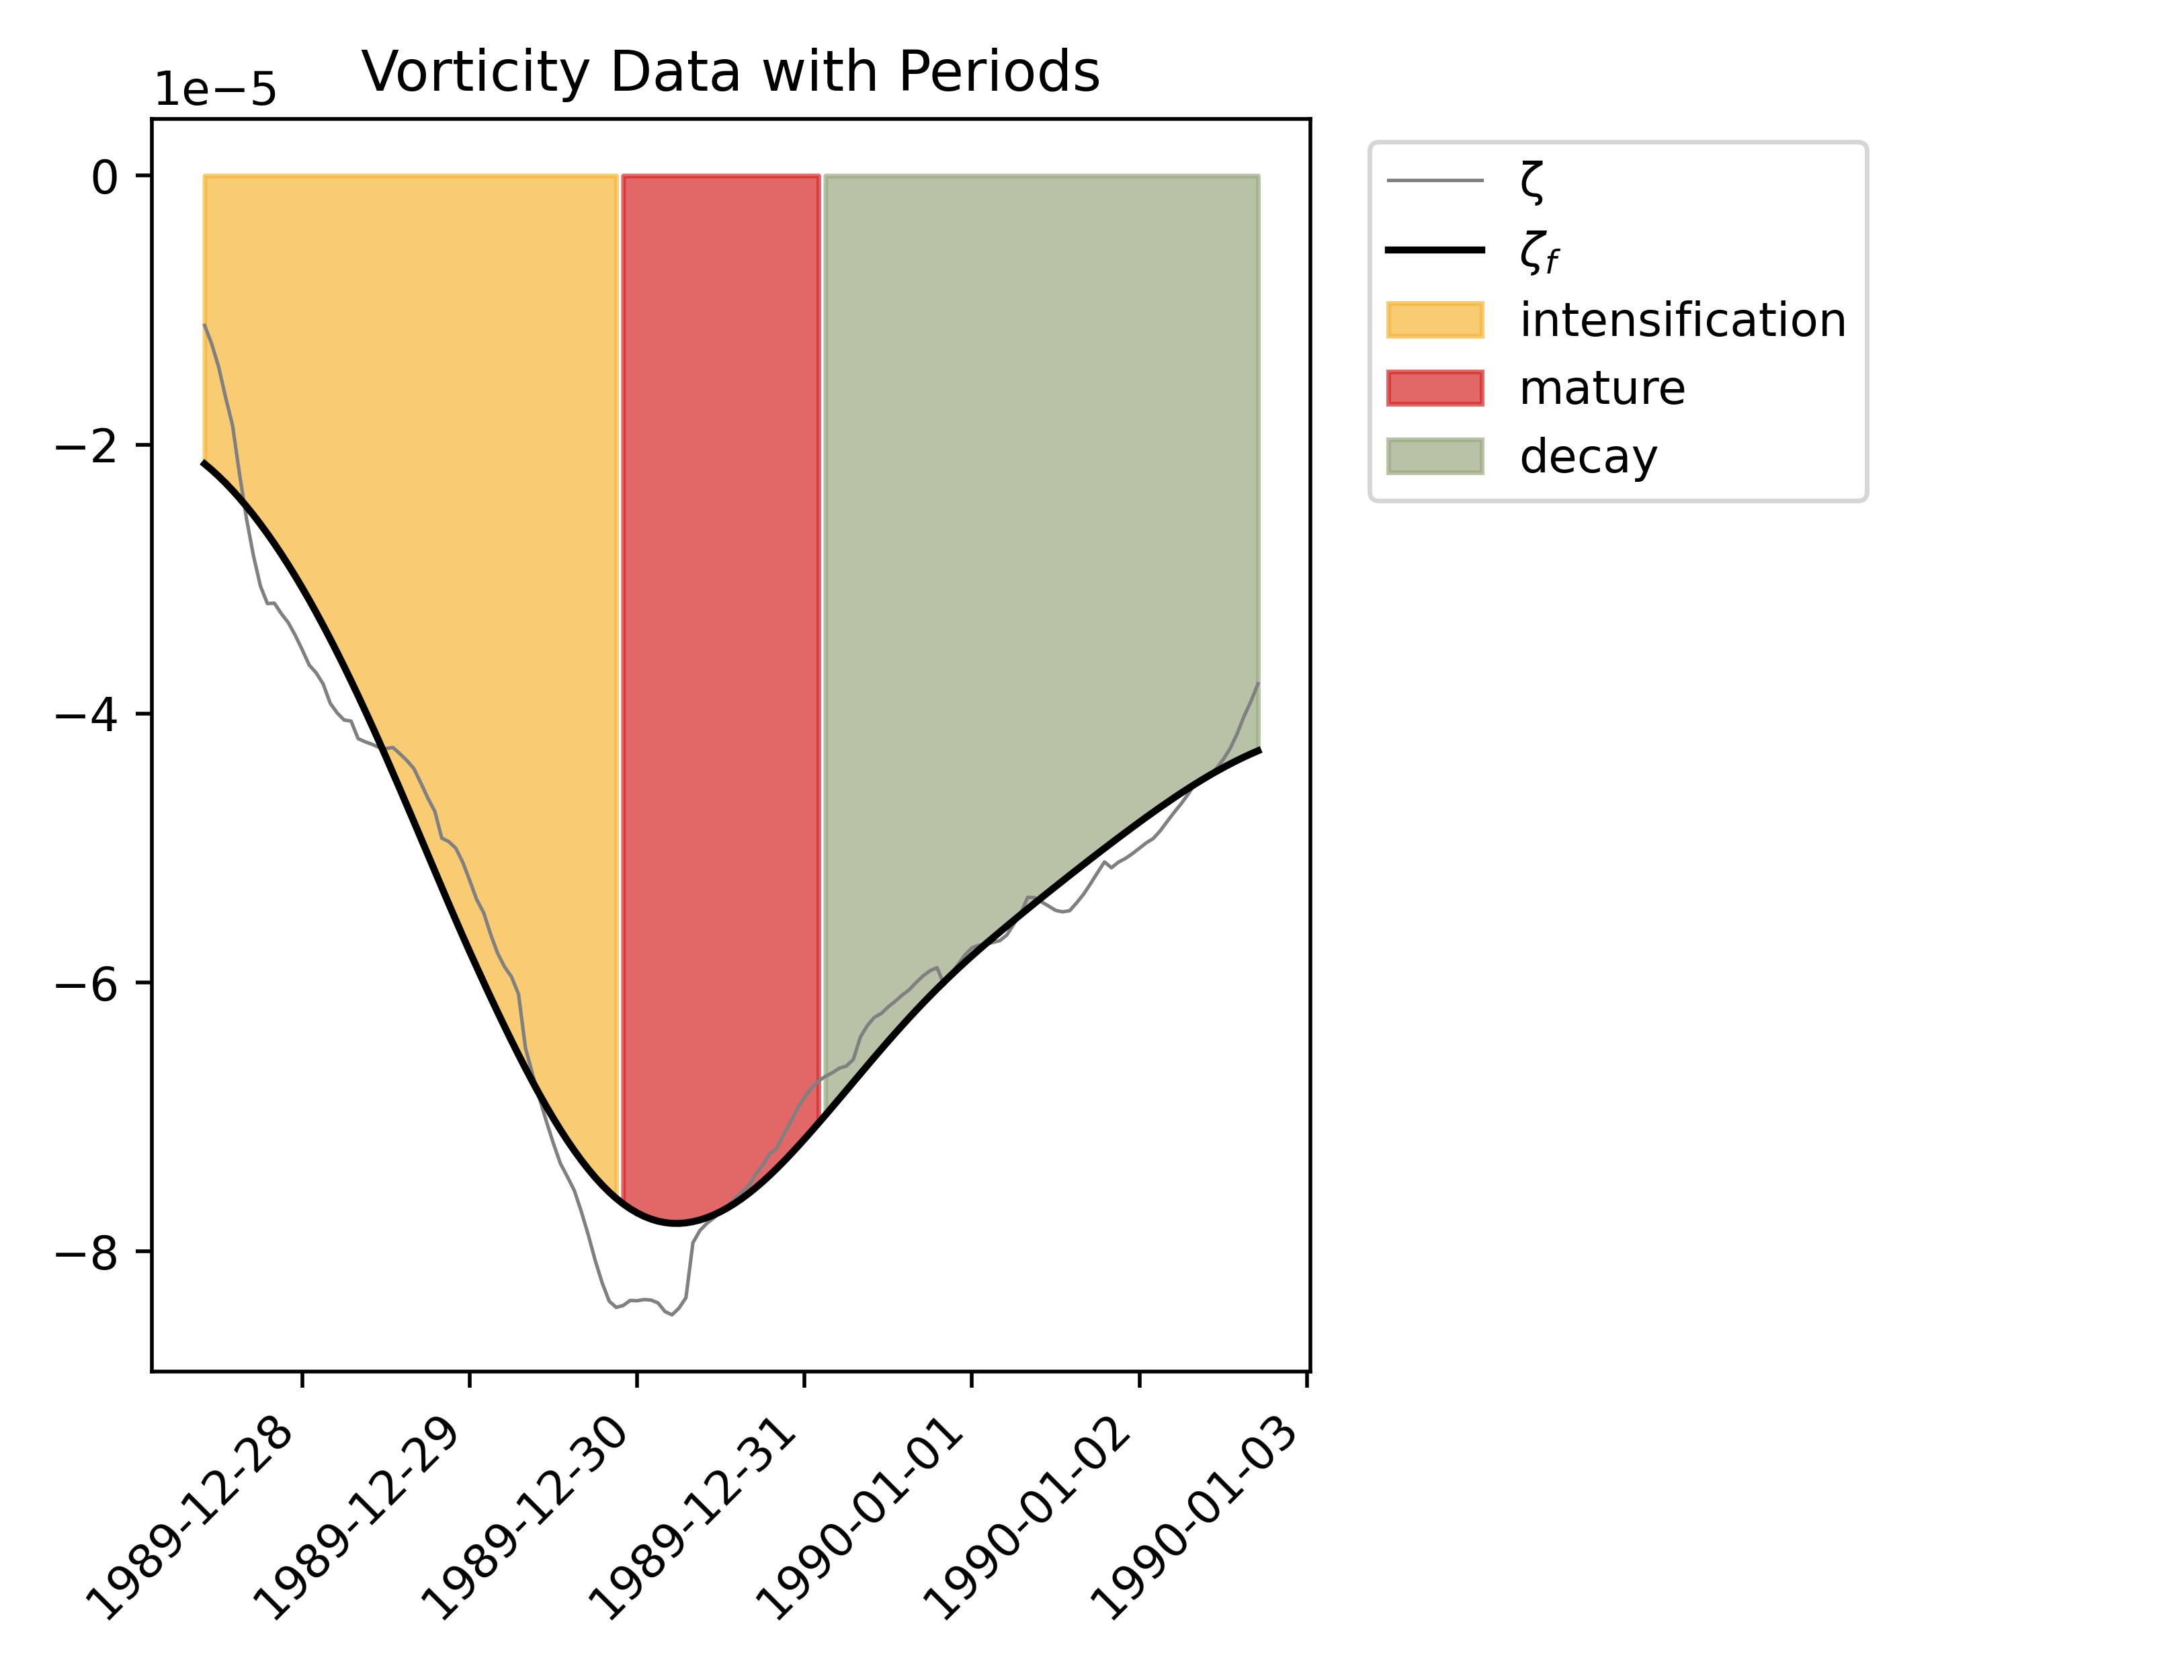 Vorticity Data with Periods
1e−5
0
−2
−4
−6
−8
1989-12-28
1989-12-29
1989-12-30
1989-12-31
1990-01-01
1990-01-02
1990-01-03
ζ
ζf
intensification
mature
decay